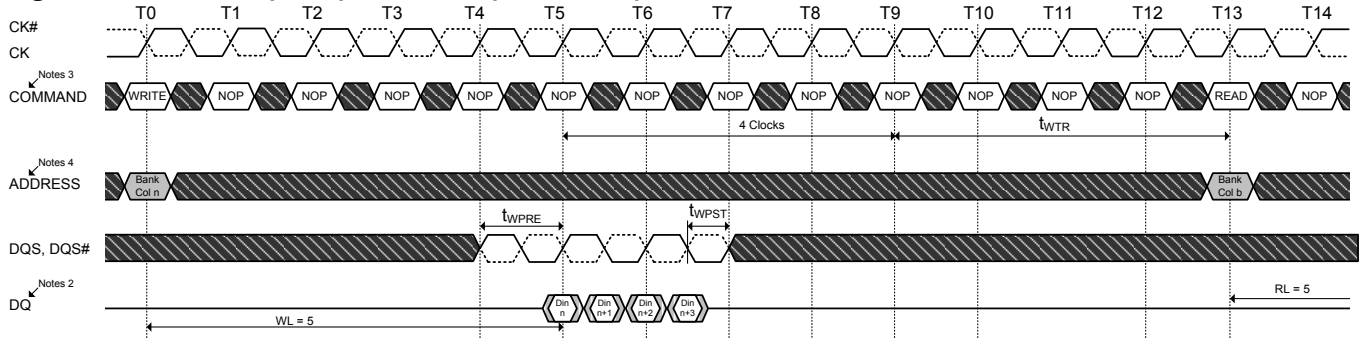 T0 T1 T2 T3 T4 T5 T6 T7 T8 T9 T10 T11 T12 T13 T14
CK#
CK
Notes 3
COMMAND WRITE NOP NOP NOP NOP NOP NOP NOP NOP NOP NOP NOP NOP READ NOP
4 Clocks tWTR
Notes 4
ADDRESS
Bank
Col n
Bank
Col b
tWPRE tWPST
DQS, DQS#
Notes 2
DQ
Din
n
Din
n+1
Din
n+2
Din
n+3
RL = 5
WL = 5